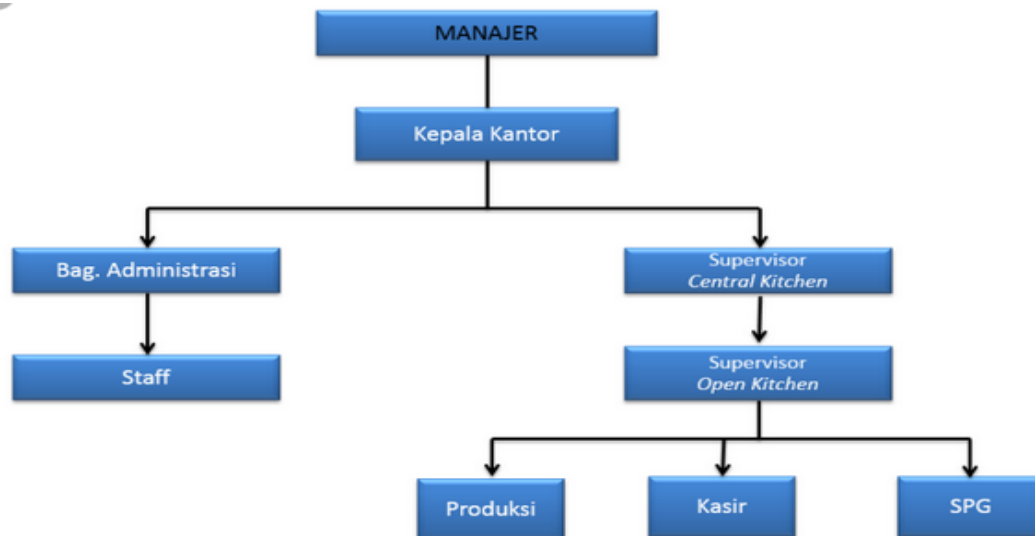 MANAJER
Kepala Kantor
Bag. Administrasi
Supervisor
Central Kitchen
Staff
Supervisor
Open Kitchen
Produksi
Kasir
SPG